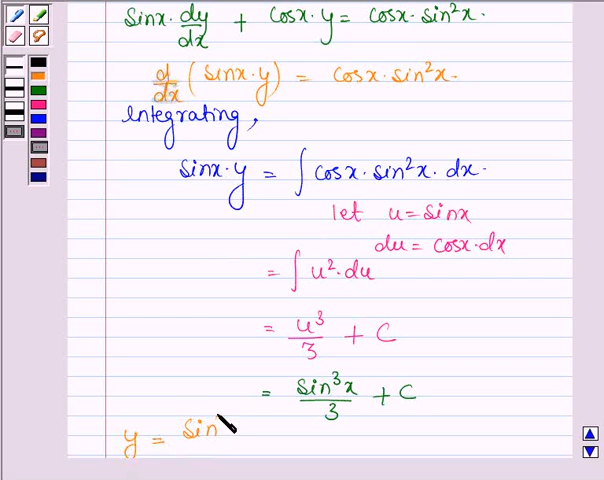 sinx · dy/dx + cosx · y = cosx · sin²x.
d/dx (sinx · y) = cosx · sin²x.
Integrating,
sinx · y = ∫ cosx · sin²x · dx.
let u = sinx
du = cosx · dx
= ∫ u² · du
= u³/3 + C
= sin³x/3 + C
y = sin